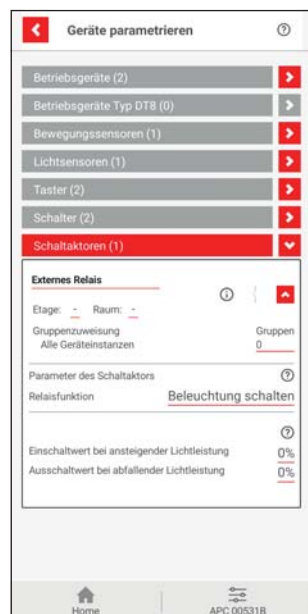 Geräte parametrieren
Betriebsgeräte (2)
Betriebsgeräte Typ DT8 (0)
Bewegungssensoren (1)
Lichtsensoren (1)
Taster (2)
Schalter (2)
Schaltaktoren (1)
Externes Relais
Etage: - Raum: -
Gruppenzuweisung Gruppen
Alle Geräteinstanzen 0
Parameter des Schaltaktors
Relaisfunktion Beleuchtung schalten
Einschaltwert bei ansteigender Lichtleistung 0%
Ausschaltwert bei abfallender Lichtleistung 0%
Home APC 00531B